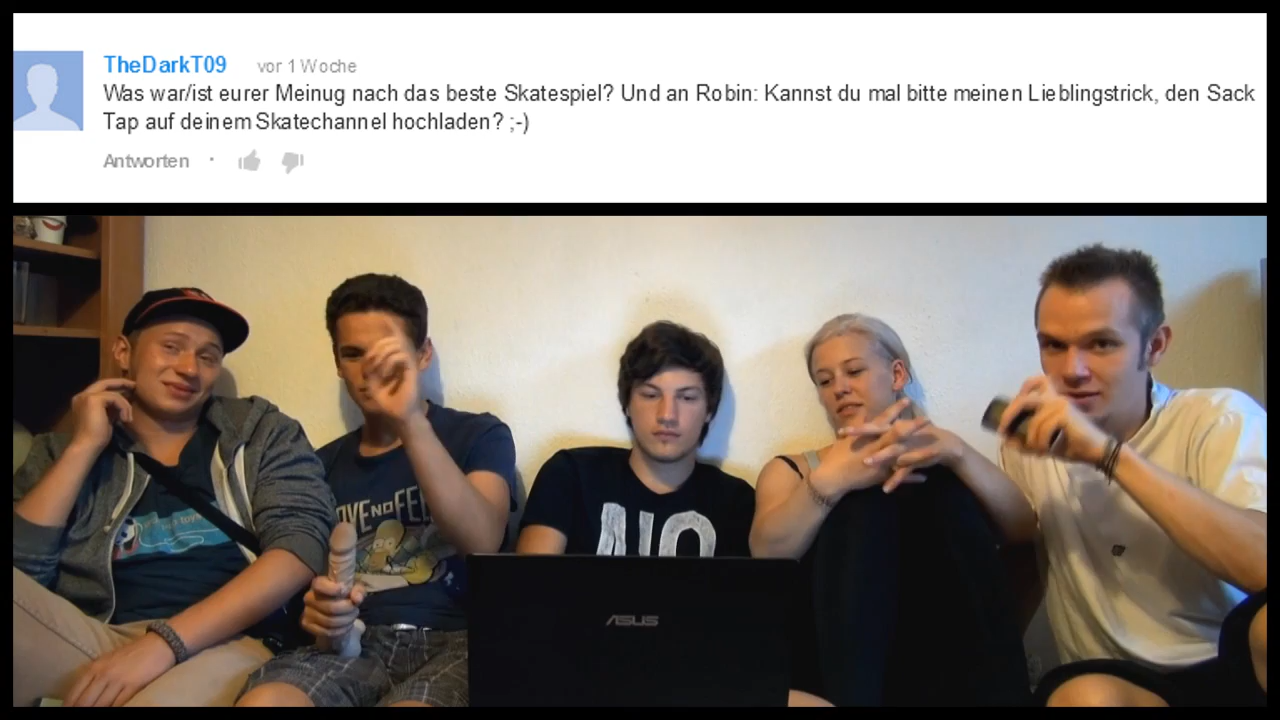 TheDarkT09 vor 1 Woche
Was war/ist eurer Meinug nach das beste Skatespiel? Und an Robin: Kannst du mal bitte meinen Lieblingstrick, den Sack
Tap auf deinem Skatechannel hochladen? ;-)
Antworten ·
NO
ASUS